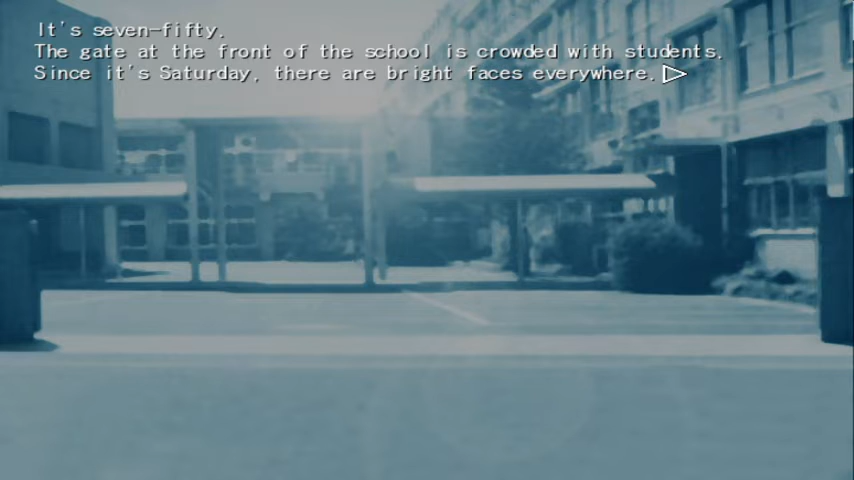 It's seven-fifty.
The gate at the front of the school is crowded with students.
Since it's Saturday, there are bright faces everywhere.